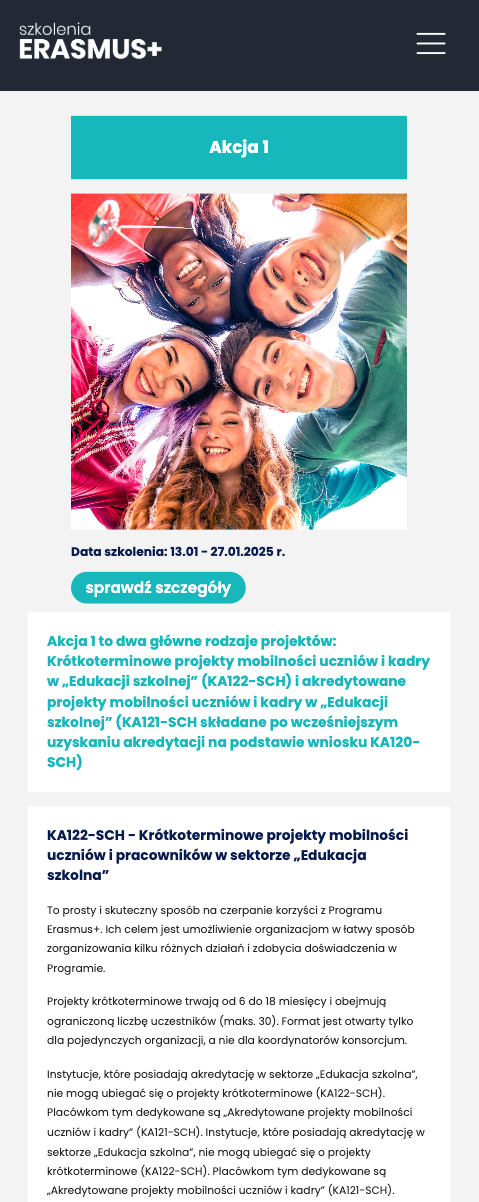 szkolenia
ERASMUS+
Akcja 1
Data szkolenia: 13.01 - 27.01.2025 r.
sprawdź szczegóły
Akcja 1 to dwa główne rodzaje projektów:
Krótkoterminowe projekty mobilności uczniów i kadry
w „Edukacji szkolnej” (KA122-SCH) i akredytowane
projekty mobilności uczniów i kadry w „Edukacji
szkolnej” (KA121-SCH składane po wcześniejszym
uzyskaniu akredytacji na podstawie wniosku KA120-
SCH)
KA122-SCH - Krótkoterminowe projekty mobilności
uczniów i pracowników w sektorze „Edukacja
szkolna”
To prosty i skuteczny sposób na czerpanie korzyści z Programu
Erasmus+. Ich celem jest umożliwienie organizacjom w łatwy sposób
zorganizowania kilku różnych działań i zdobycia doświadczenia w
Programie.
Projekty krótkoterminowe trwają od 6 do 18 miesięcy i obejmują
ograniczoną liczbę uczestników (maks. 30). Format jest otwarty tylko
dla pojedynczych organizacji, a nie dla koordynatorów konsorcjum.
Instytucje, które posiadają akredytację w sektorze „Edukacja szkolna”,
nie mogą ubiegać się o projekty krótkoterminowe (KA122-SCH).
Placówkom tym dedykowane są „Akredytowane projekty mobilności
uczniów i kadry” (KA121-SCH). Instytucje, które posiadają akredytację w
sektorze „Edukacja szkolna”, nie mogą ubiegać się o projekty
krótkoterminowe (KA122-SCH). Placówkom tym dedykowane są
„Akredytowane projekty mobilności uczniów i kadry” (KA121-SCH).